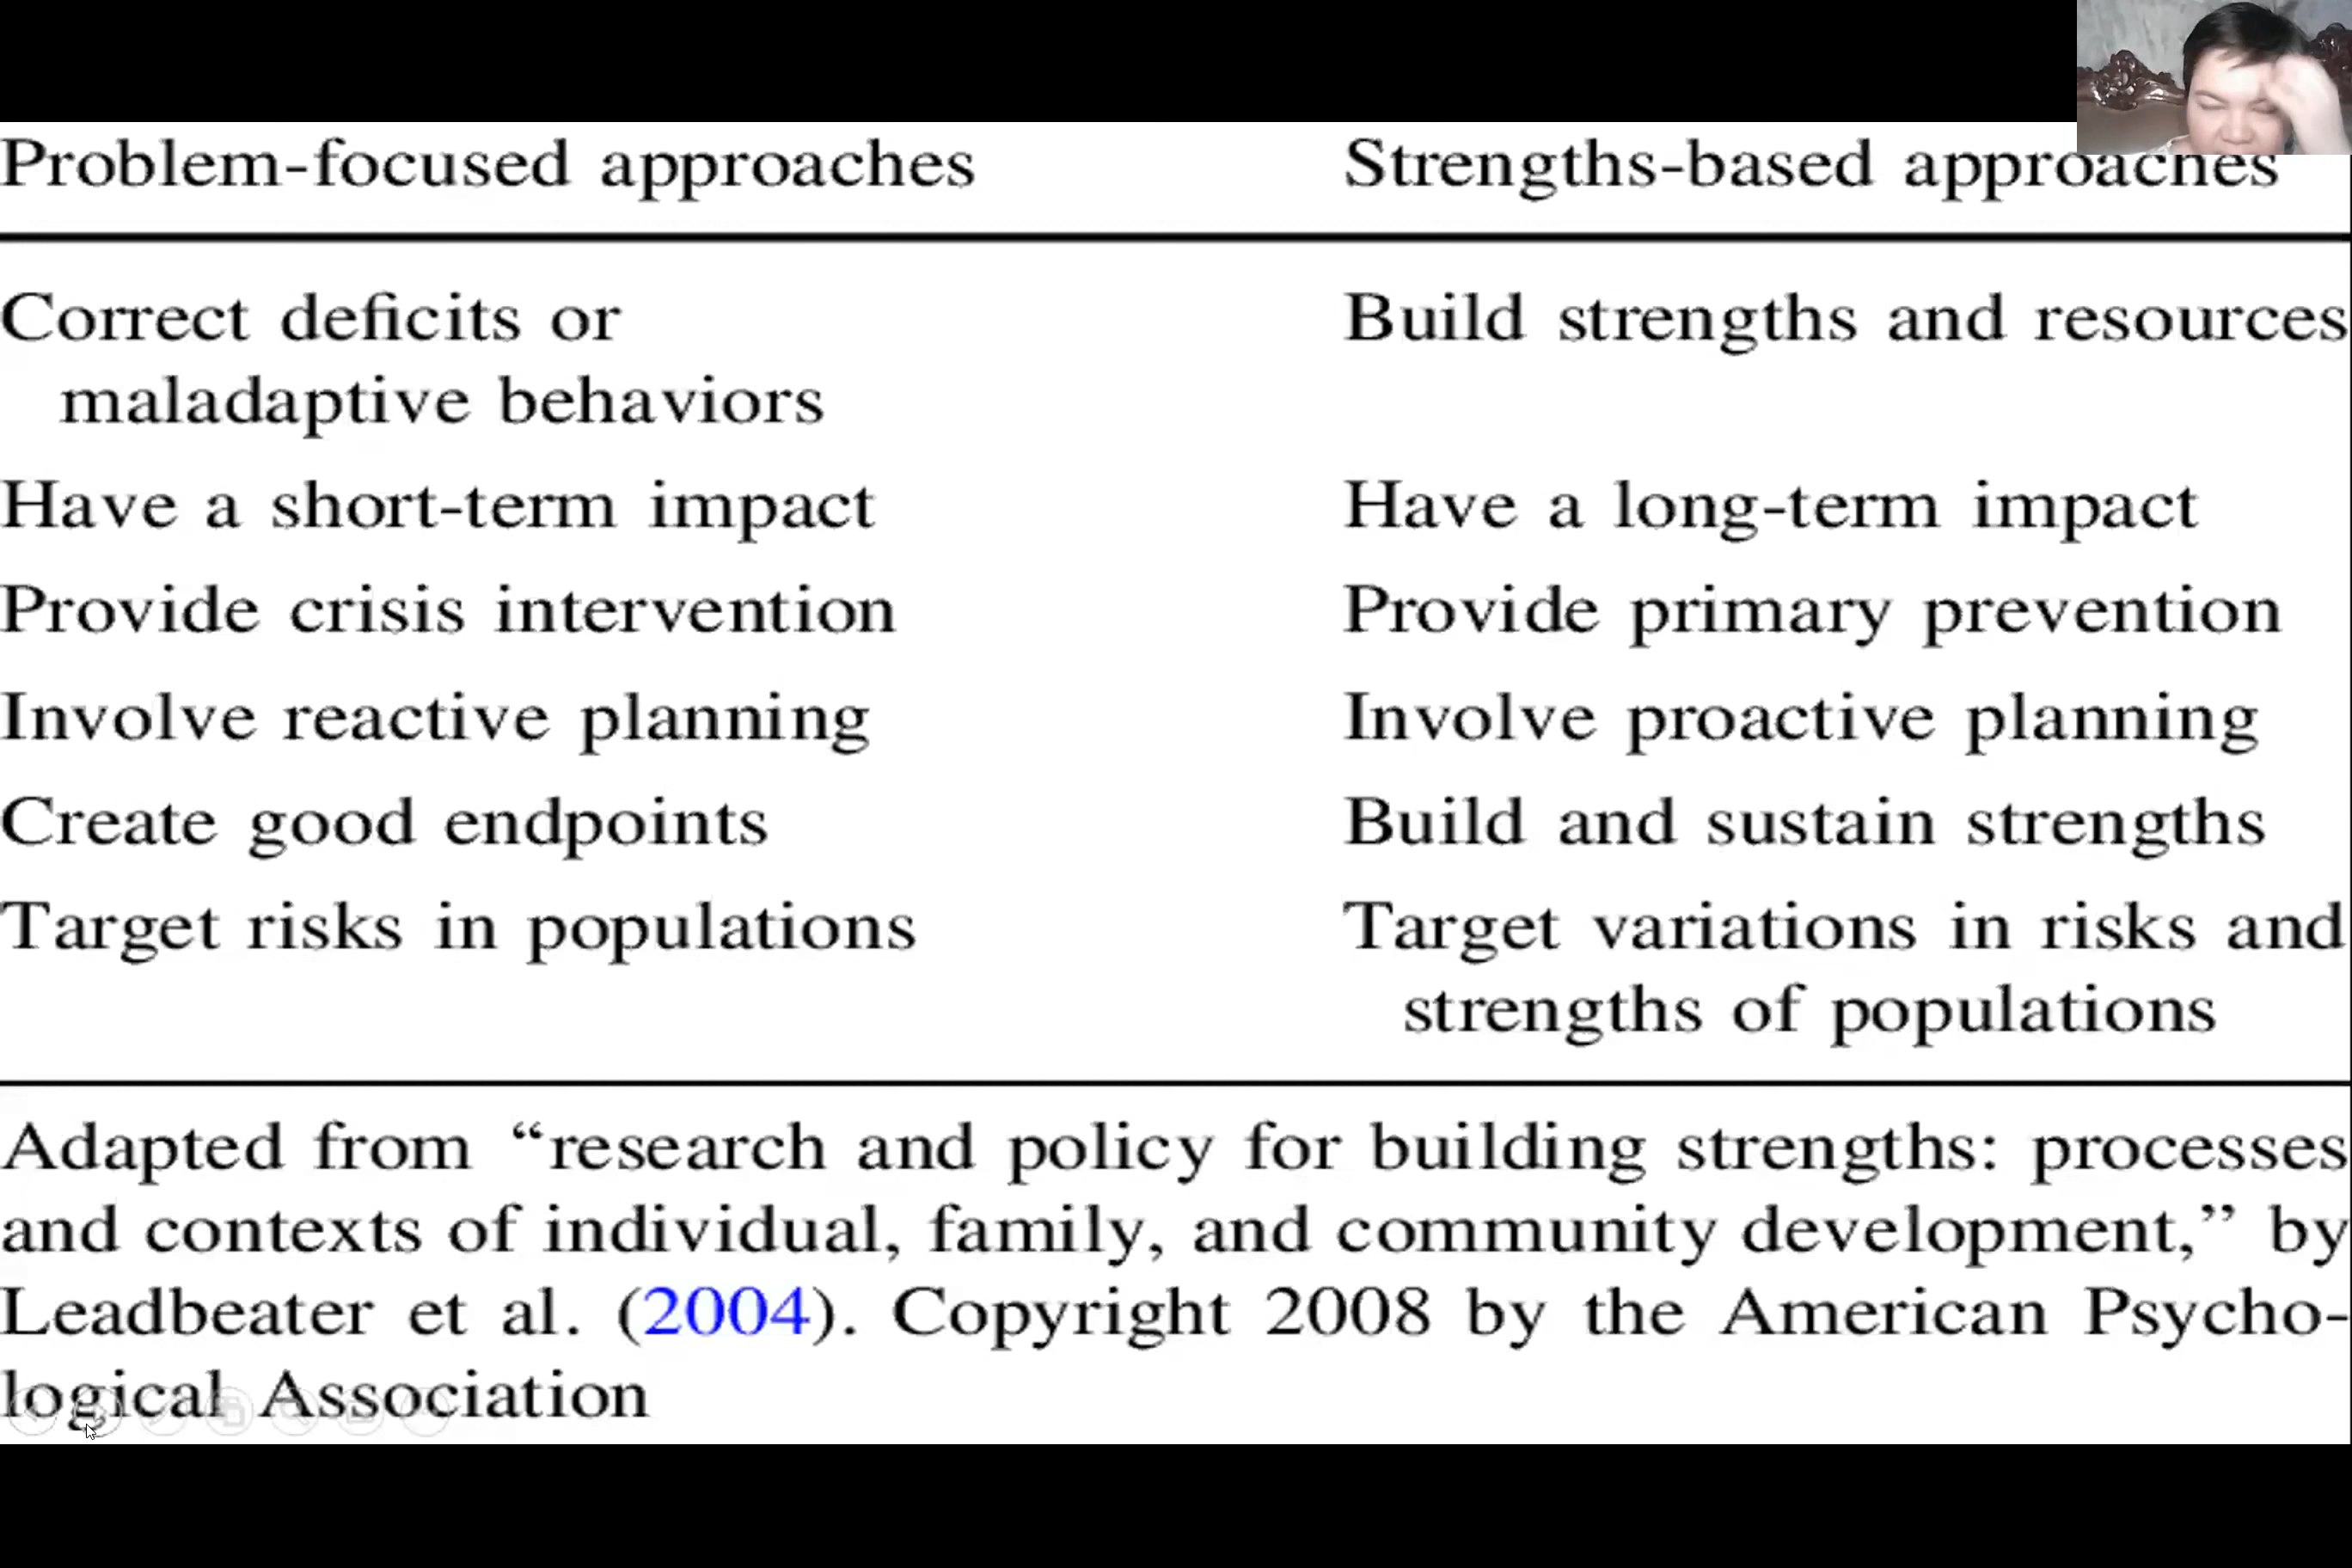 Problem-focused approaches
Strengths-based approaches
Correct deficits or
maladaptive behaviors
Build strengths and resources
Have a short-term impact
Have a long-term impact
Provide crisis intervention
Provide primary prevention
Involve reactive planning
Involve proactive planning
Create good endpoints
Build and sustain strengths
Target risks in populations
Target variations in risks and
strengths of populations
Adapted from “research and policy for building strengths: processes
and contexts of individual, family, and community development,” by
Leadbeater et al. (2004). Copyright 2008 by the American Psycho-
logical Association